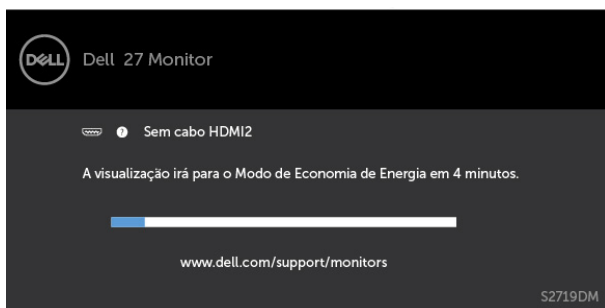 DELL
Dell 27 Monitor
? Sem cabo HDMI2
A visualização irá para o Modo de Economia de Energia em 4 minutos.
www.dell.com/support/monitors
S2719DM